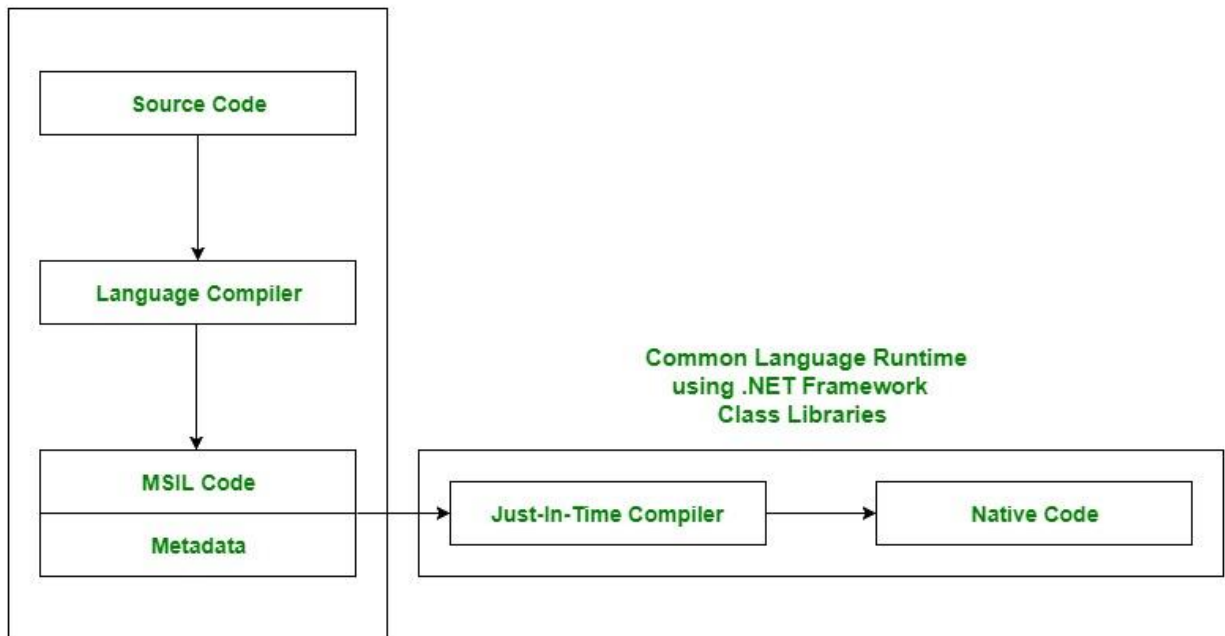 Source Code
Language Compiler
Common Language Runtime
using .NET Framework
Class Libraries
MSIL Code
Metadata
Just-In-Time Compiler
Native Code